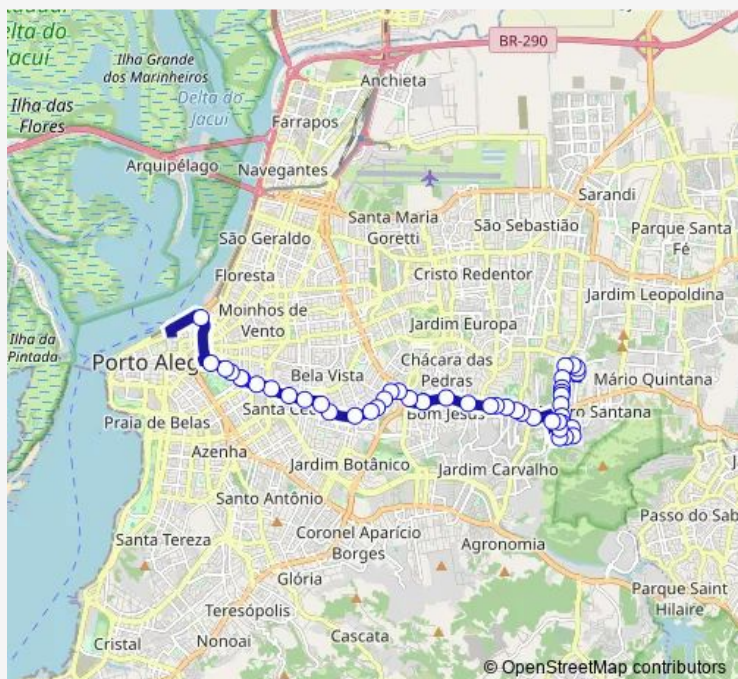 Delta do
Jacuí
Ilha Grande
dos Marinheiros
BR-290
Anchieta
Ilha das
Flores
Delta do
Jacuí
Farrapos
Arquipélago
Navegantes
Sarandi
Santa Maria
Goretti
São Sebastião
Parque Santa
Fé
São Geraldo
Floresta
Cristo Redentor
Jardim Leopoldina
Moinhos de
Vento
Jardim Europa
Ilha da
Pintada
Porto Aleg
Bela Vista
Chácara das
Pedras
Mário Quintana
Praia de Belas
Santa Ce
Bom Jesus
ro Santana
Azenha
Jardim Botânico
Jardim Carvalho
Santo Antônio
Passo do Sab
Coronel Aparício
Borges
Agronomia
Santa Tereza
Glória
Parque Saint
Hilaire
Teresópolis
Cristal
Nonoai
Cascata
© OpenStreetMap contributors